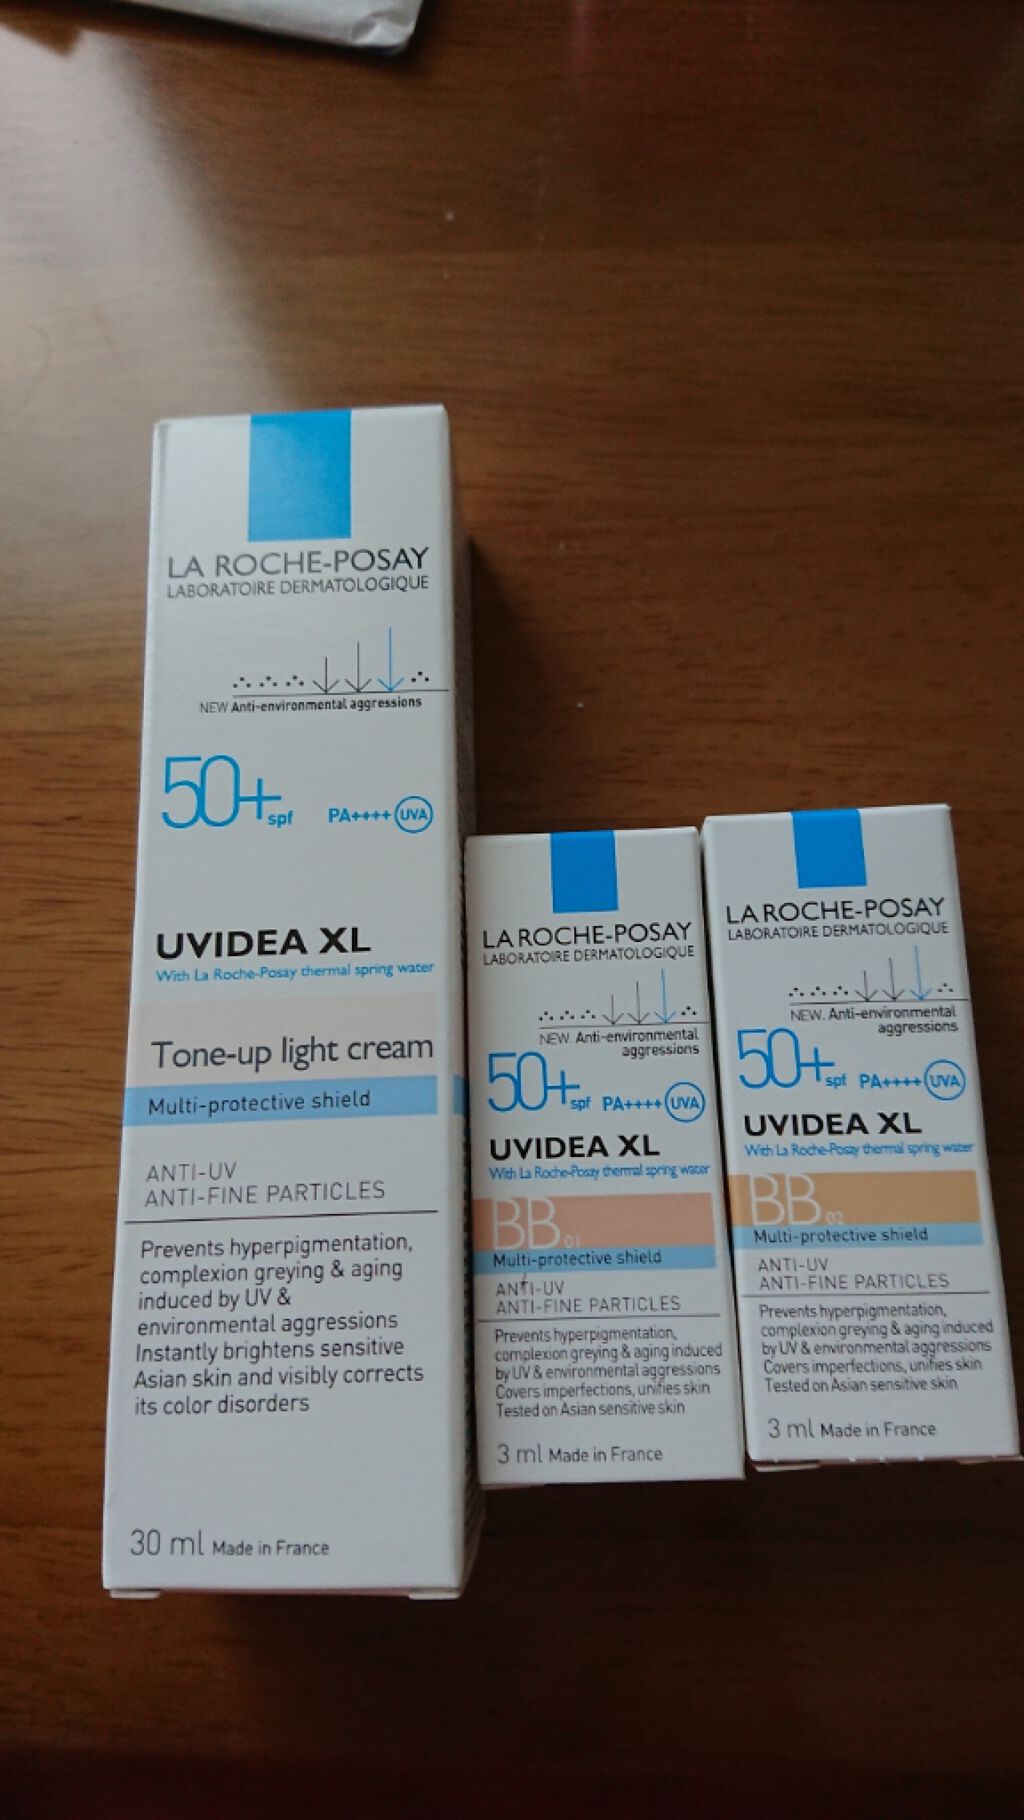 LA ROCHE-POSAY
LABORATOIRE DERMATOLOGIQUE
NEW Anti-environmental aggressions
50+ spf PA++++ UVA
UVIDEA XL
With La Roche-Posay thermal spring water
Tone-up light cream
Multi-protective shield
ANTI-UV
ANTI-FINE PARTICLES
Prevents hyperpigmentation,
complexion greying & aging
induced by UV &
environmental aggressions
Instantly brightens sensitive
Asian skin and visibly corrects
its color disorders
30 ml Made in France
LA ROCHE-POSAY
LABORATOIRE DERMATOLOGIQUE
NEW. Anti-environmental
aggressions
50+ spf PA++++ UVA
UVIDEA XL
With La Roche-Posay thermal spring water
BB 01
Multi-protective shield
ANTI-UV
ANTI-FINE PARTICLES
Prevents hyperpigmentation,
complexion greying & aging induced
by UV & environmental aggressions
Covers imperfections, unifies skin
Tested on Asian sensitive skin
3 ml Made in France
LA ROCHE-POSAY
LABORATOIRE DERMATOLOGIQUE
NEW. Anti-environmental
aggressions
50+ spf PA++++ UVA
UVIDEA XL
With La Roche-Posay thermal spring water
BB 02
Multi-protective shield
ANTI-UV
ANTI-FINE PARTICLES
Prevents hyperpigmentation,
complexion greying & aging induced
by UV & environmental aggressions
Covers imperfections, unifies skin
Tested on Asian sensitive skin
3 ml Made in France